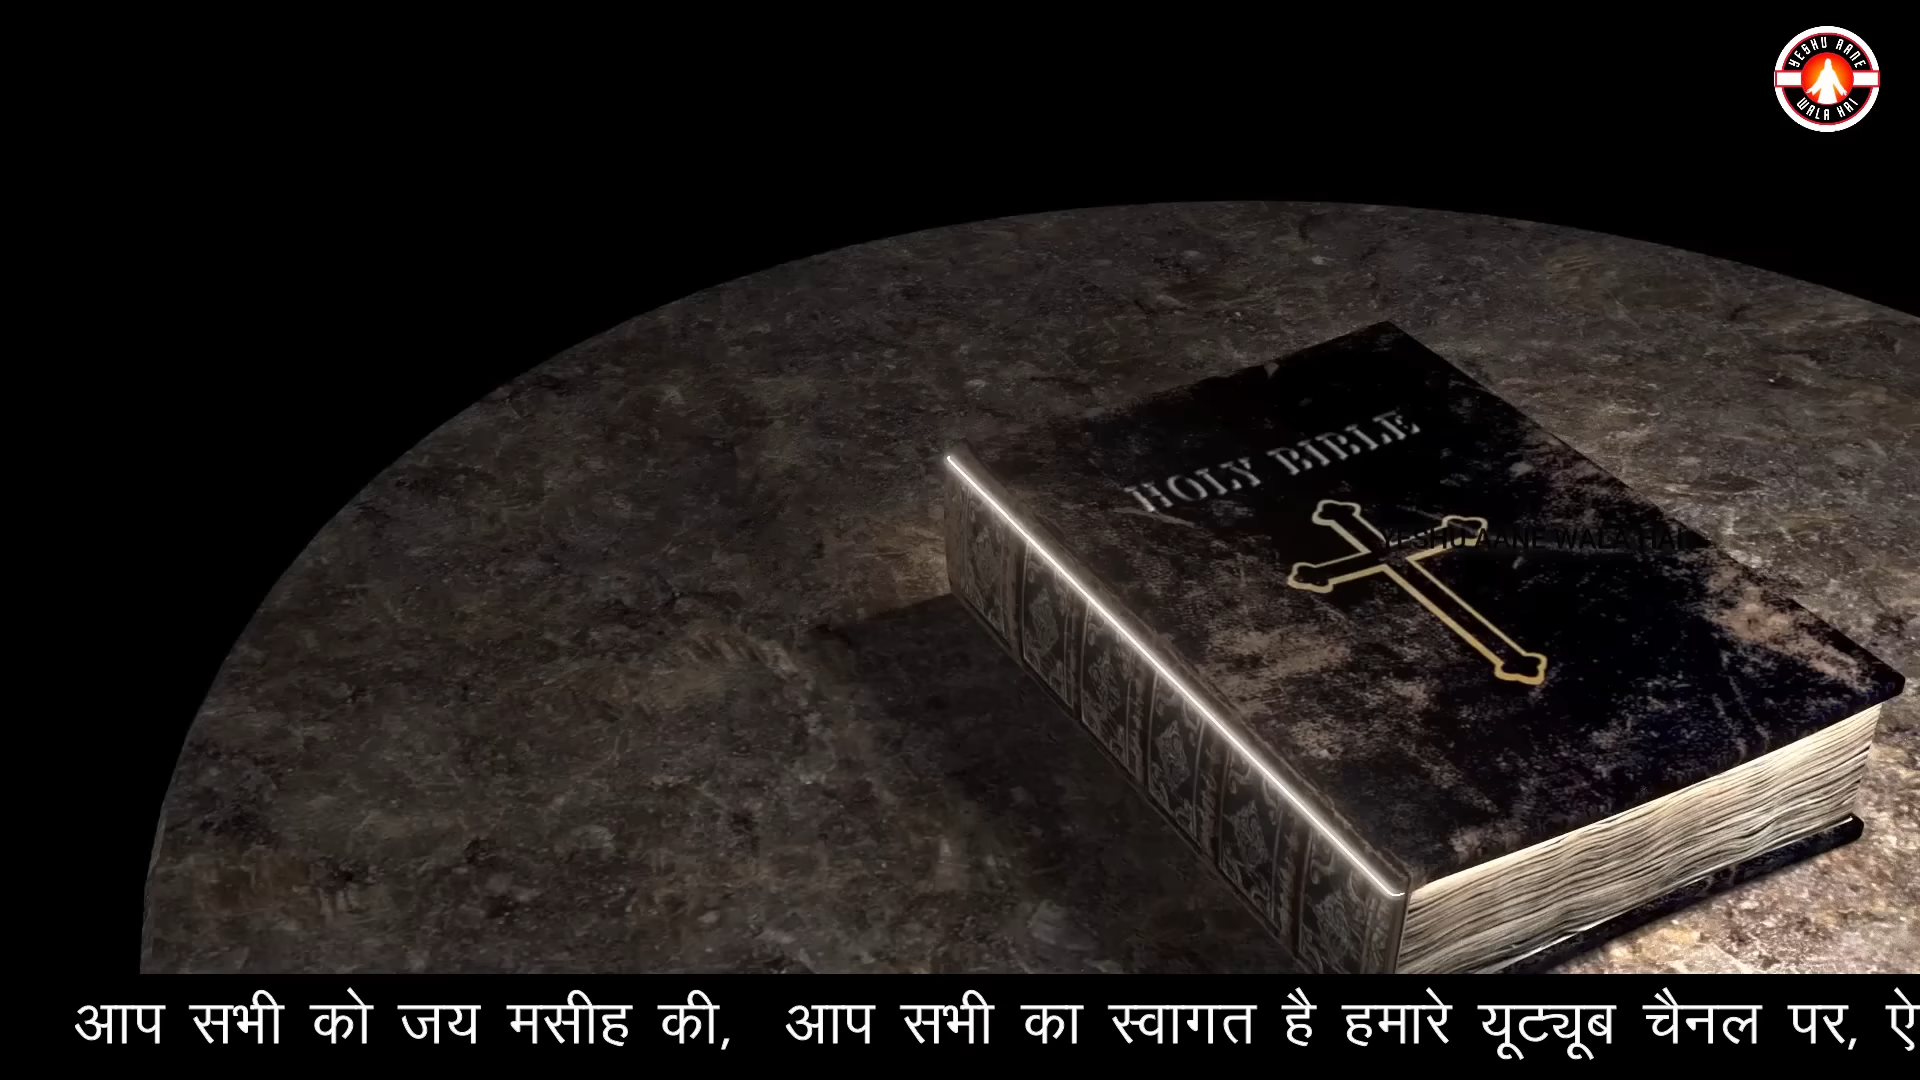 YESHU AANE
WALA HAI
HOLY BIBLE
YESHU AANE WALA HAI
आप सभी को जय मसीह की, आप सभी का स्वागत है हमारे यूट्यूब चैनल पर, ऐ